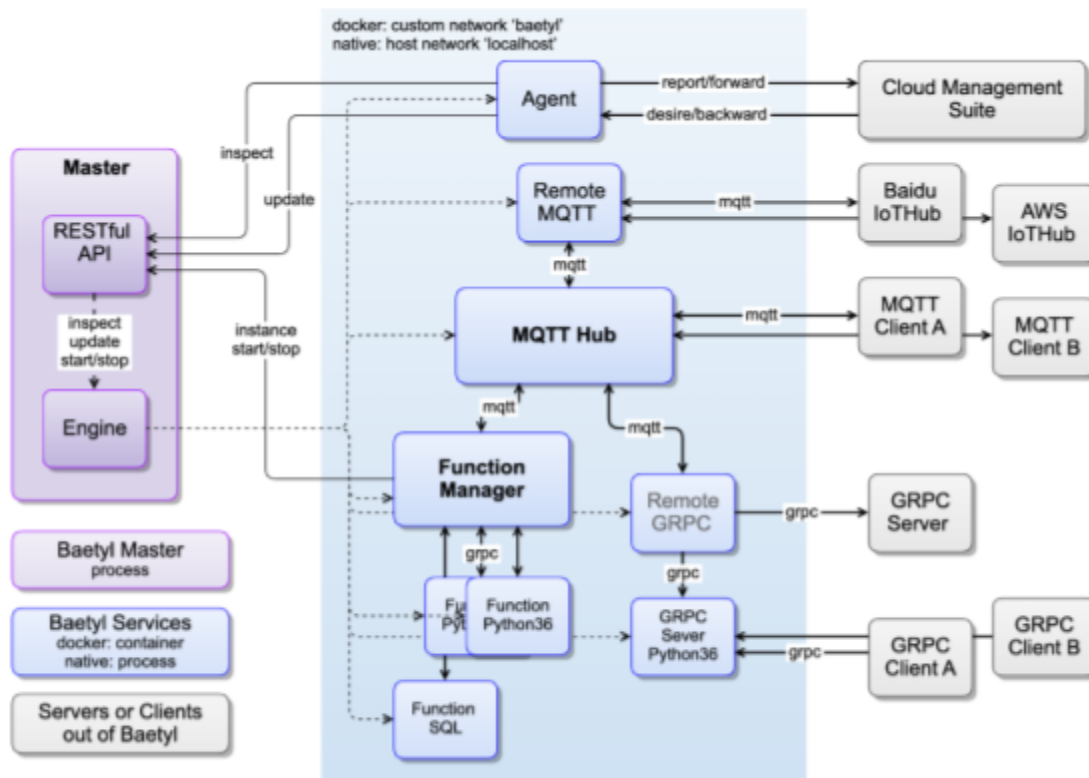 docker: custom network 'baetyl'
native: host network 'localhost'
Agent
report/forward
desire/backward
Cloud Management
Suite
inspect
update
Master
RESTful
API
inspect
update
start/stop
Engine
instance
start/stop
Remote
MQTT
mqtt
Baidu
IoTHub
AWS
IoTHub
mqtt
MQTT Hub
mqtt
MQTT
Client A
MQTT
Client B
mqtt
mqtt
Function
Manager
Remote
GRPC
grpc
GRPC
Server
grpc
grpc
Function
Python36
GRPC
Sever
Python36
grpc
GRPC
Client A
GRPC
Client B
Function
SQL
Baetyl Master
process
Baetyl Services
docker: container
native: process
Servers or Clients
out of Baetyl